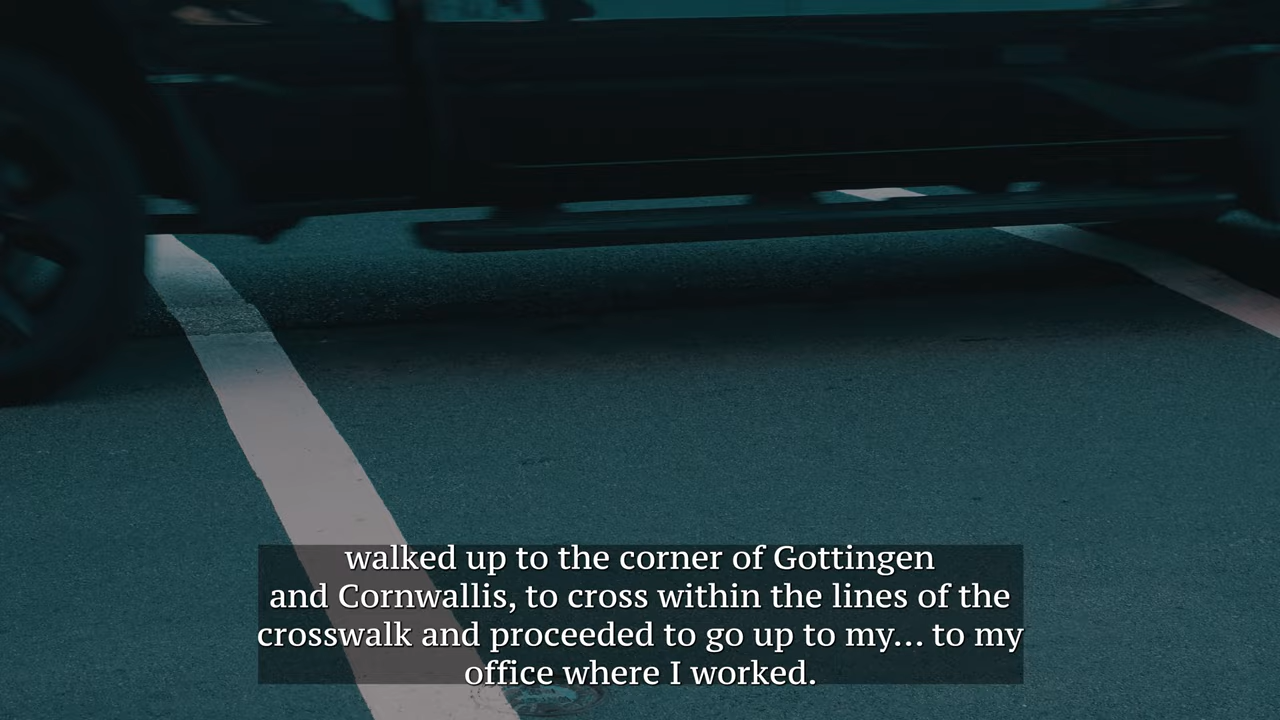 walked up to the corner of Gottingen
and Cornwallis, to cross within the lines of the
crosswalk and proceeded to go up to my... to my
office where I worked.